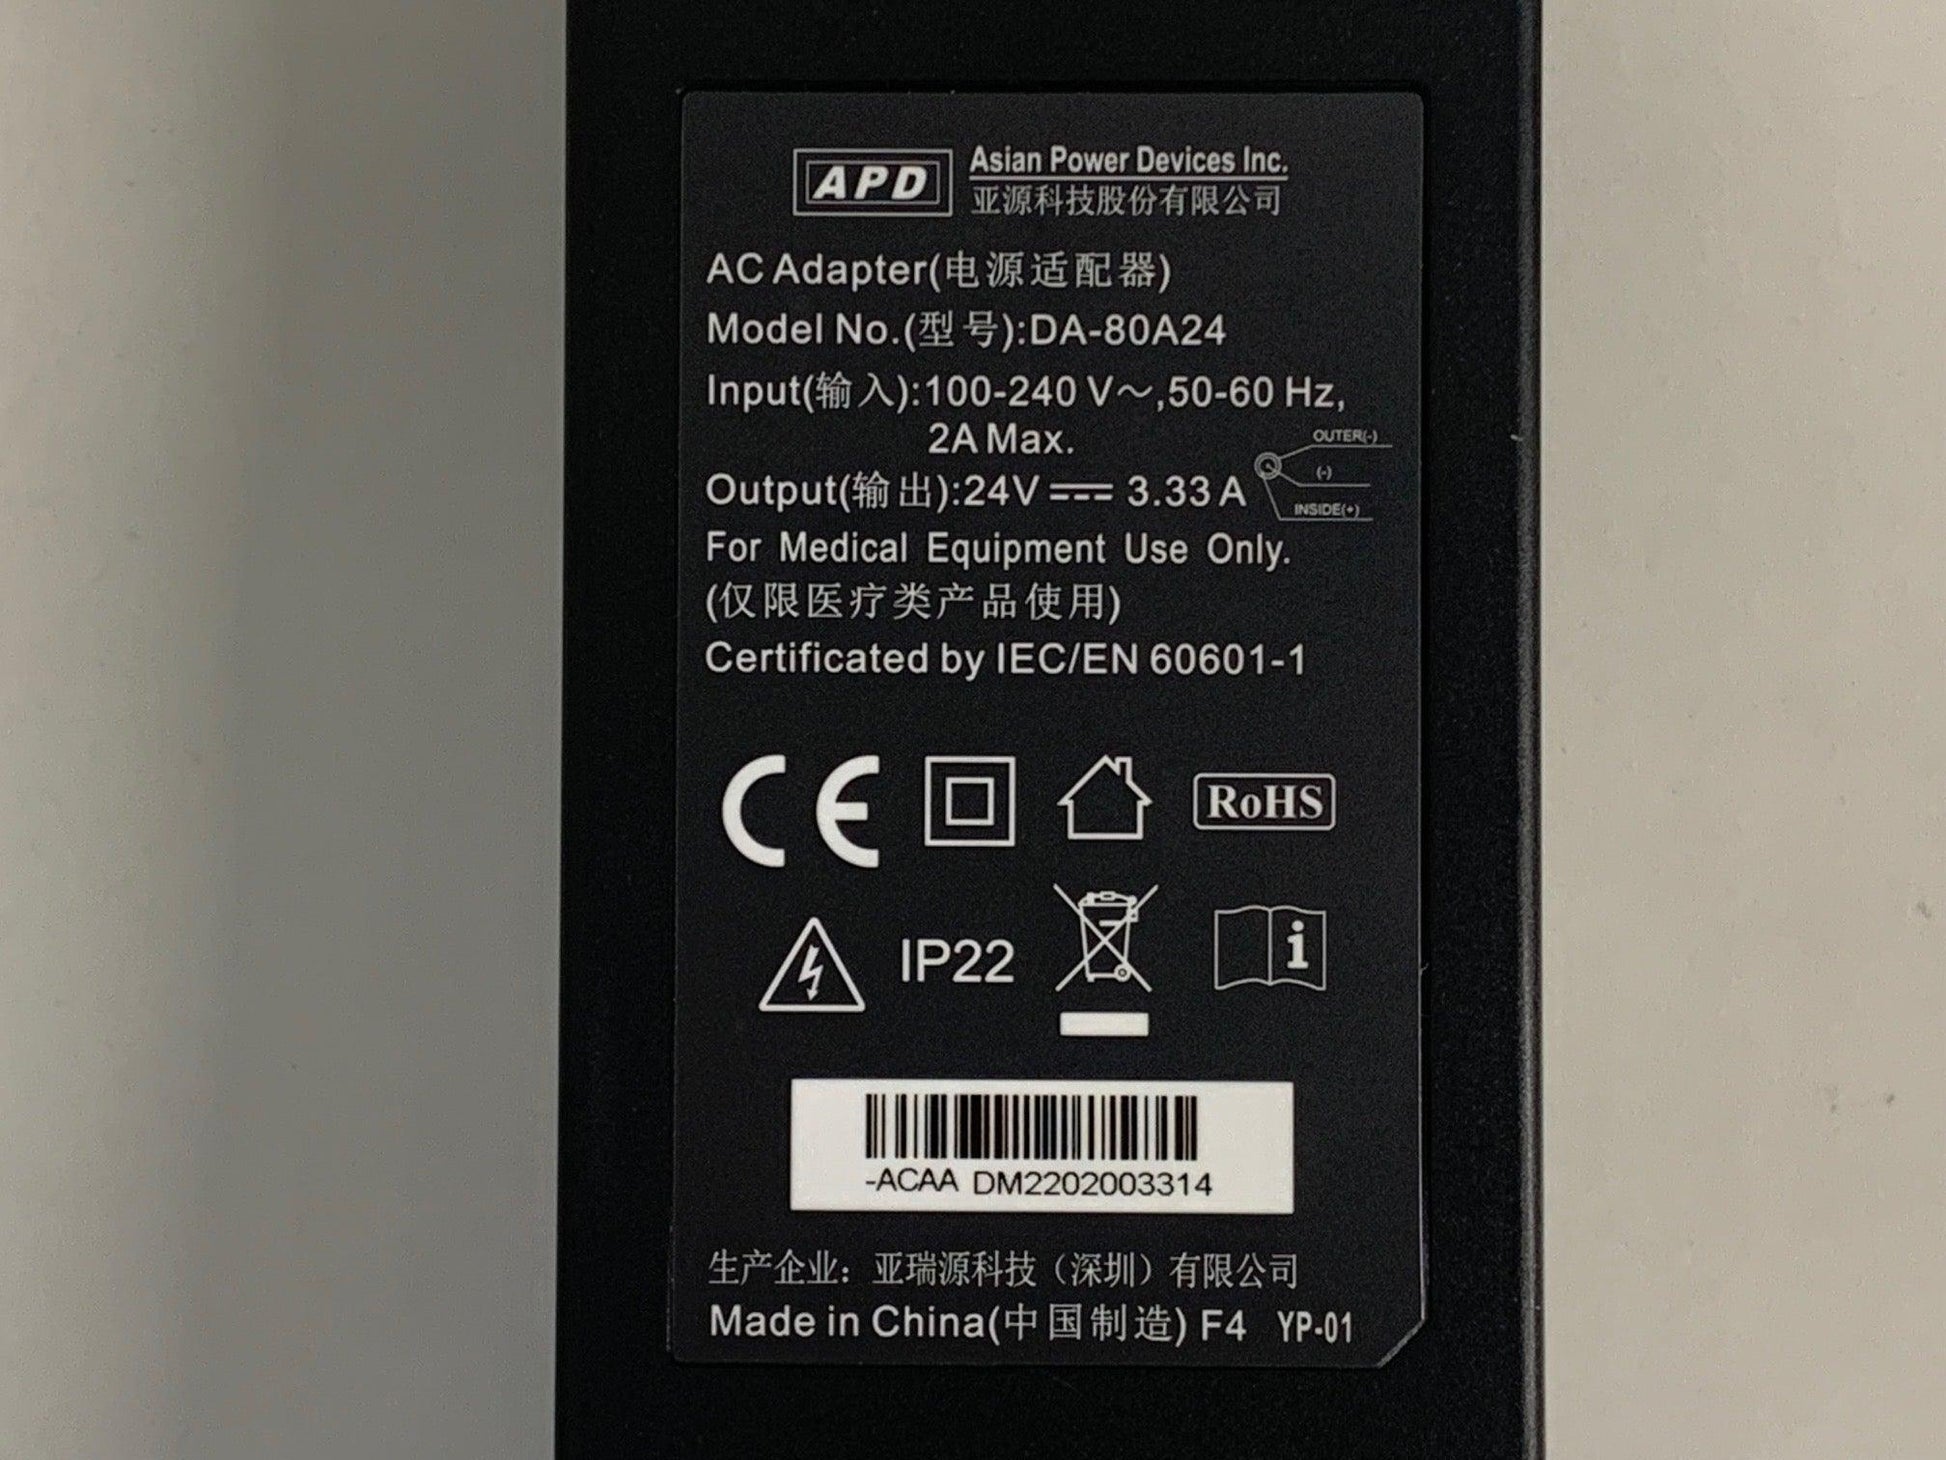 APD
Asian Power Devices Inc.
亚源科技股份有限公司
AC Adapter(电源适配器)
Model No.(型号):DA-80A24
Input(输入):100-240 V～,50-60 Hz,
2A Max.
OUTER(-)
(-)
INSIDE(+)
Output(输出):24V ⎓ 3.33 A
For Medical Equipment Use Only.
(仅限医疗类产品使用)
Certificated by IEC/EN 60601-1
CE
RoHS
IP22
i
-ACAA DM2202003314
生产企业：亚瑞源科技（深圳）有限公司
Made in China(中国制造) F4 YP-01